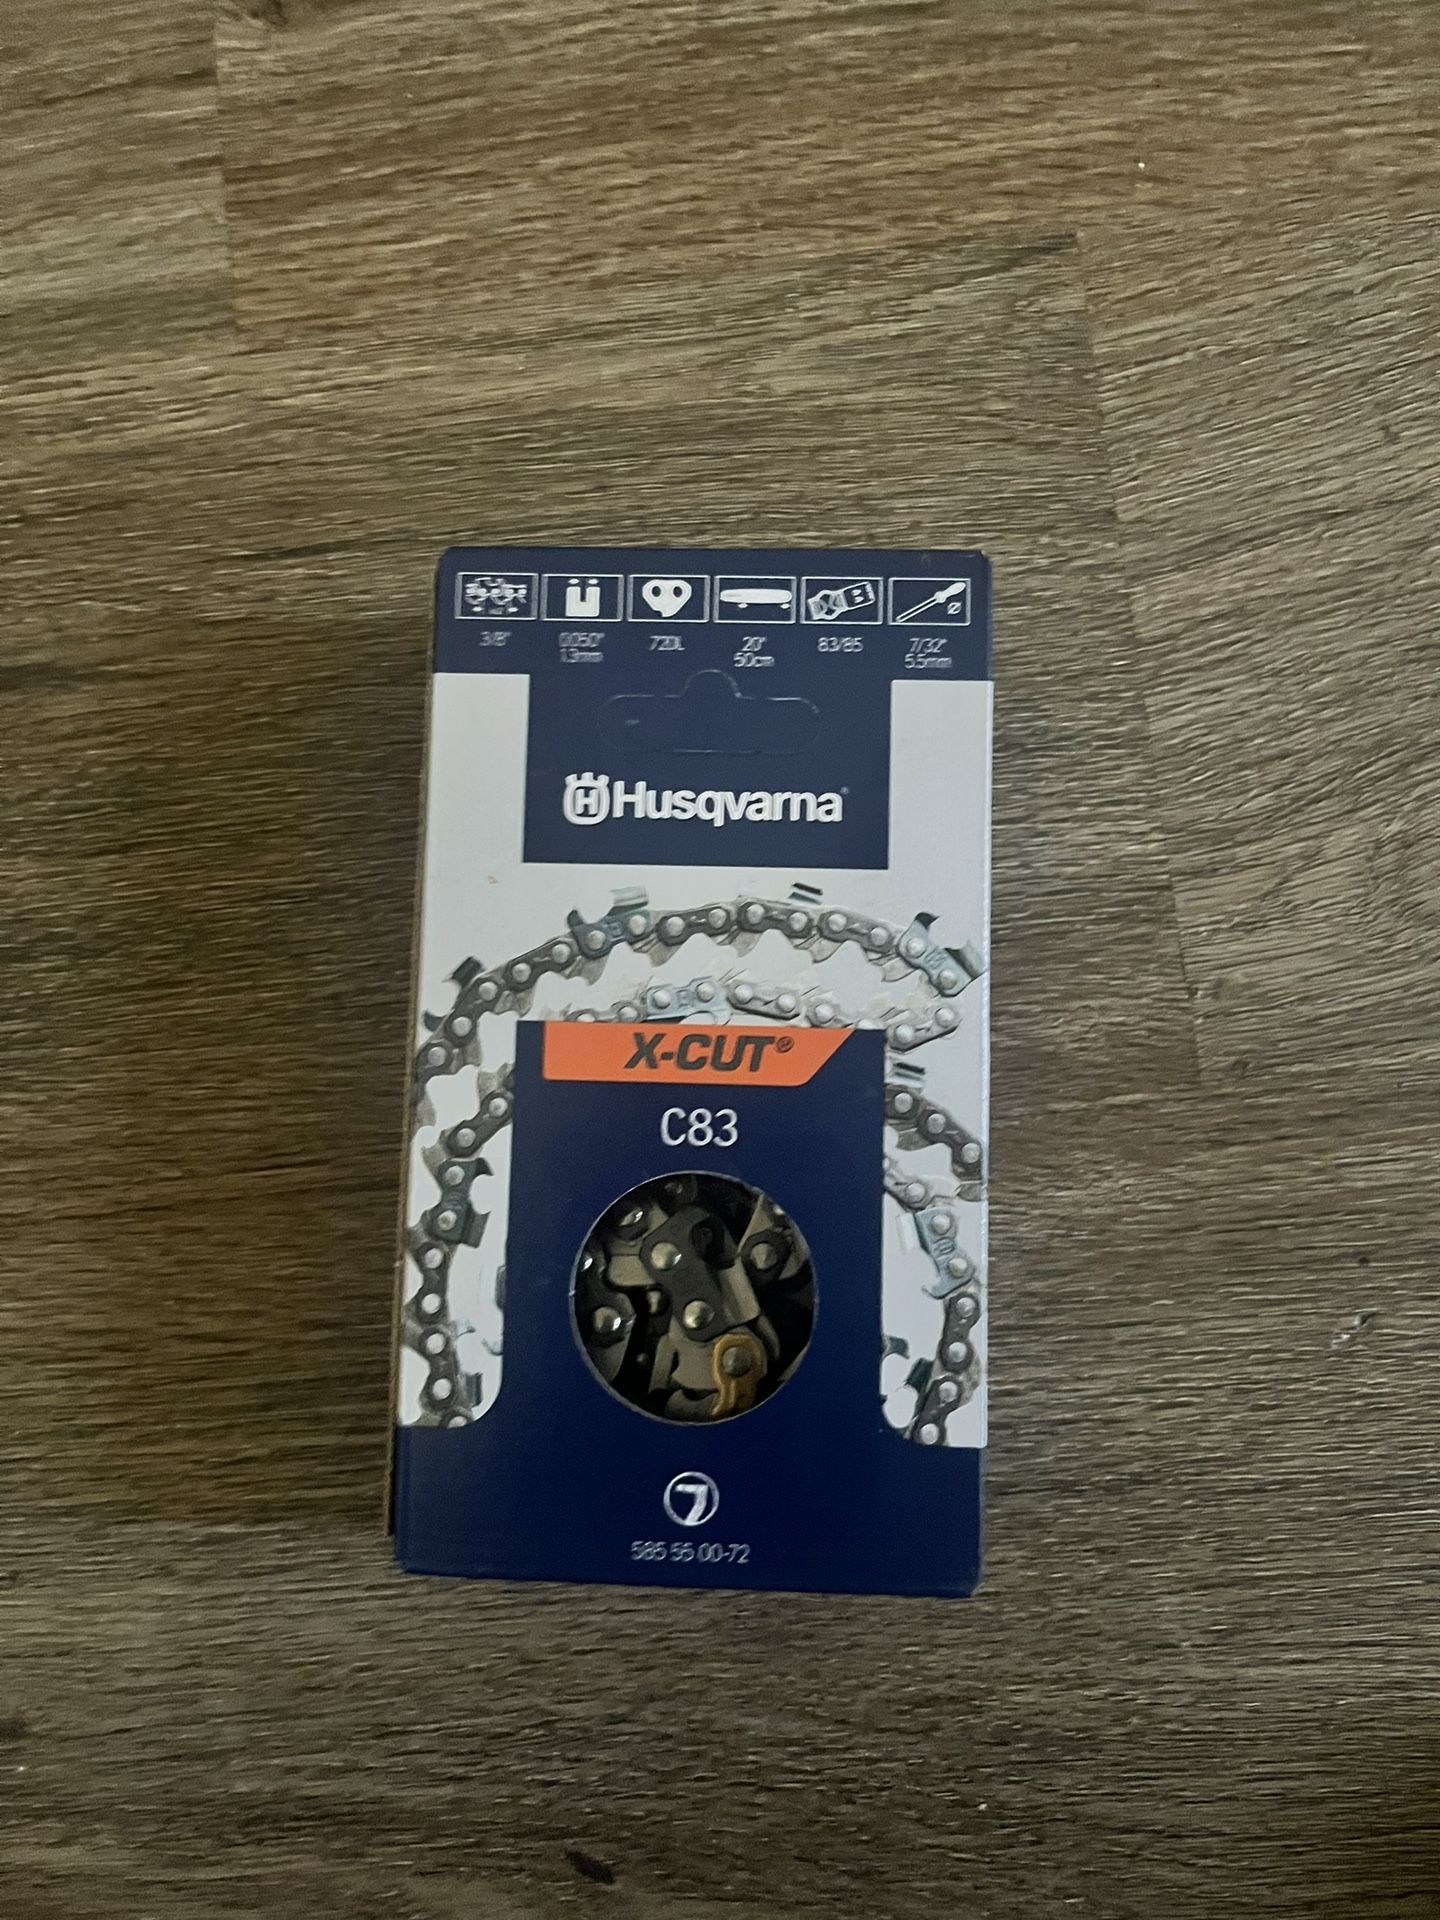 3/8" 0.050" 72DL 20" 83/85 7/32"
1.3mm 50cm 5.5mm
Husqvarna®
X-CUT®
C83
7
585 55 00-72